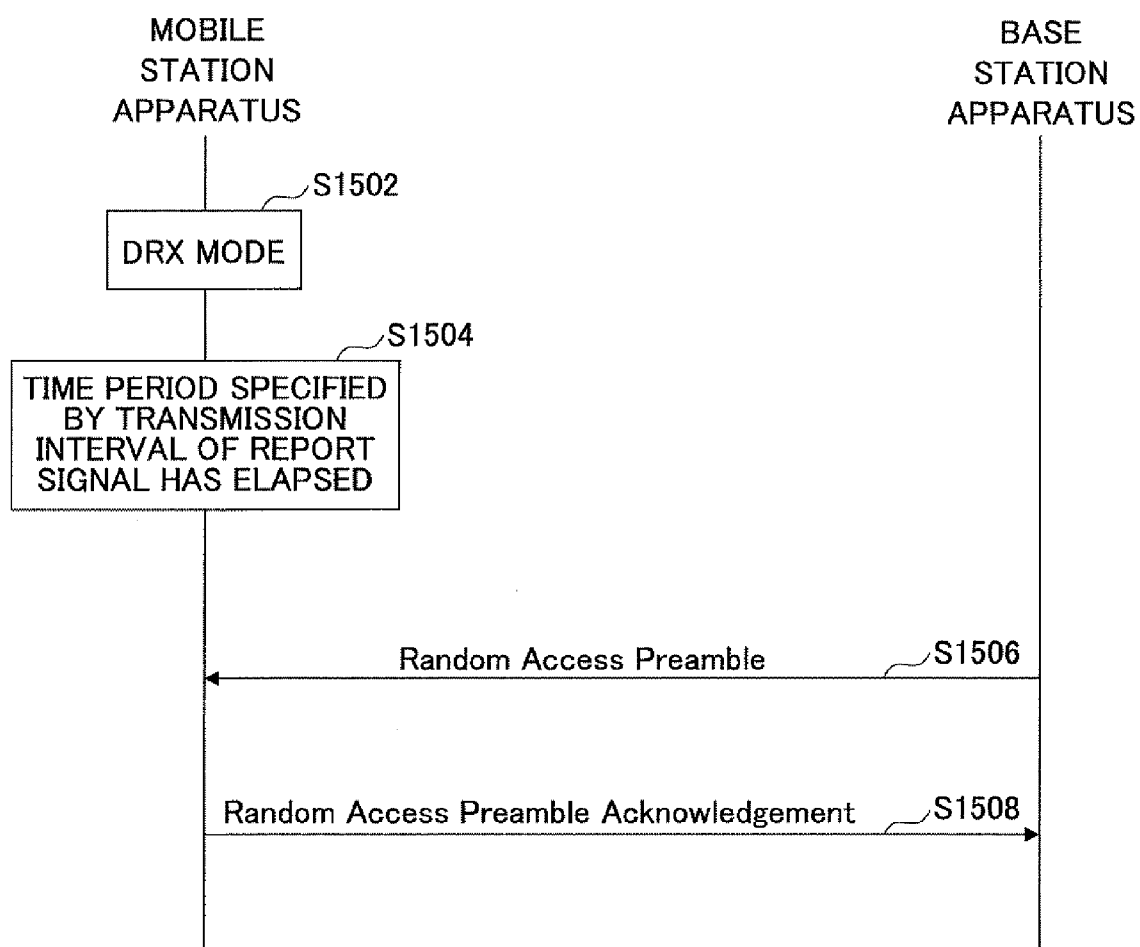 MOBILE
STATION
APPARATUS
BASE
STATION
APPARATUS
S1502
DRX MODE
S1504
TIME PERIOD SPECIFIED
BY TRANSMISSION
INTERVAL OF REPORT
SIGNAL HAS ELAPSED
Random Access Preamble
S1506
Random Access Preamble Acknowledgement
S1508